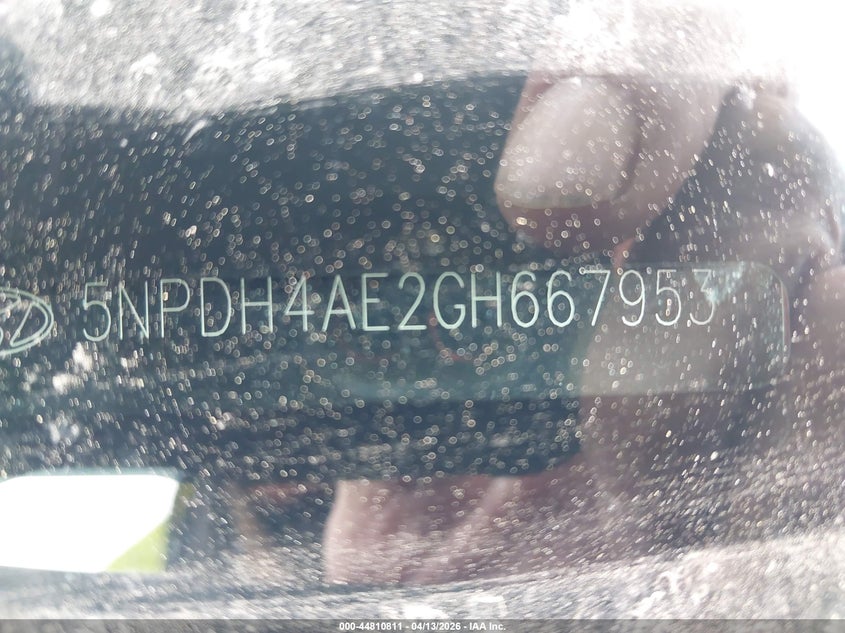 5NPDH4AE2GH667953
000-44810811 - 04/13/2026 - IAA Inc.